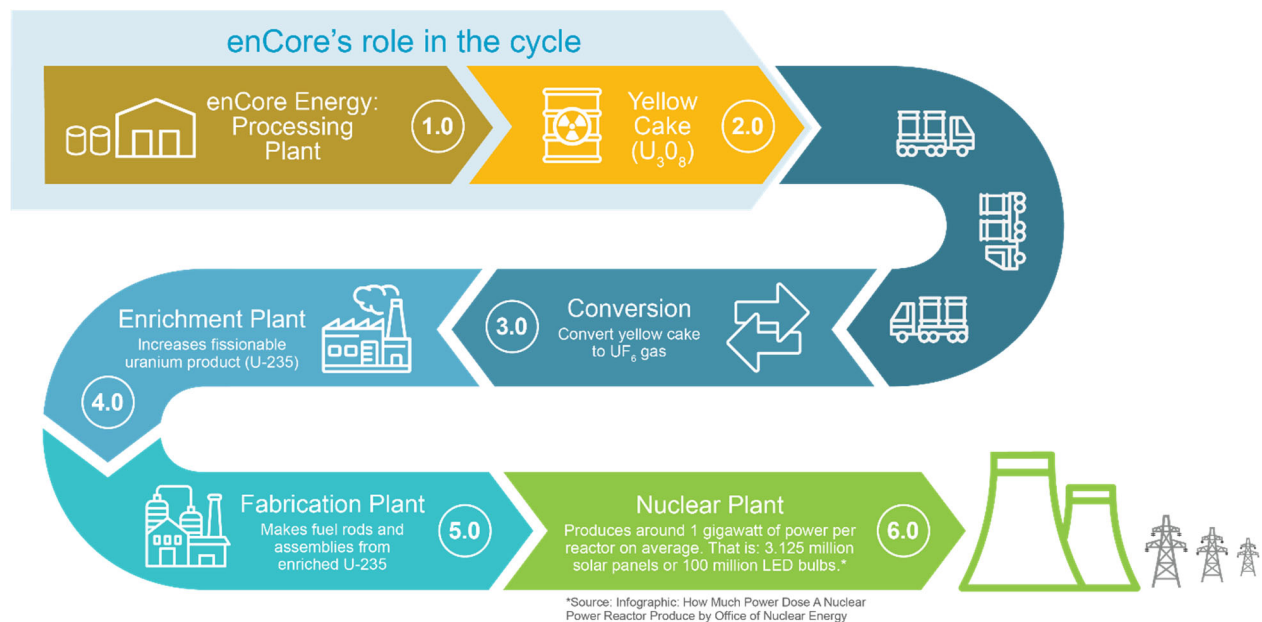 enCore's role in the cycle
enCore Energy:
Processing
Plant
1.0
Yellow
Cake
(U₃0₈)
2.0
Enrichment Plant
Increases fissionable
uranium product (U-235)
4.0
3.0
Conversion
Convert yellow cake
to UF₆ gas
Fabrication Plant
Makes fuel rods and
assemblies from
enriched U-235
5.0
Nuclear Plant
Produces around 1 gigawatt of power per
reactor on average. That is: 3.125 million
solar panels or 100 million LED bulbs.*
6.0
*Source: Infographic: How Much Power Dose A Nuclear
Power Reactor Produce by Office of Nuclear Energy